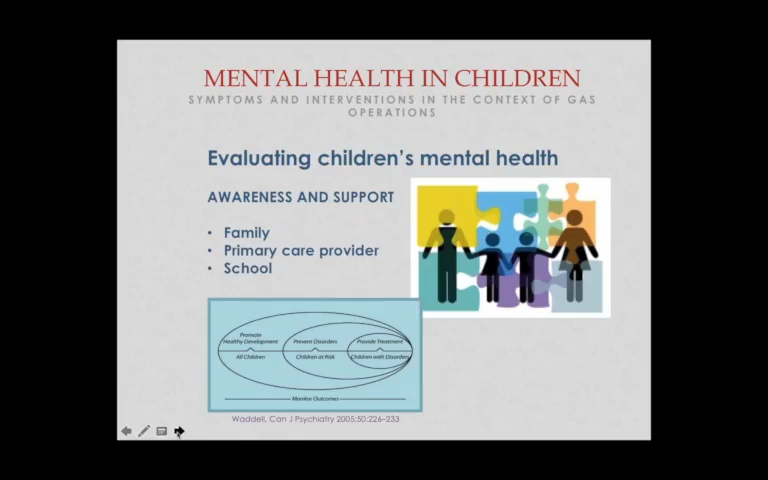 MENTAL HEALTH IN CHILDREN
SYMPTOMS AND INTERVENTIONS IN THE CONTEXT OF GAS
OPERATIONS
Evaluating children's mental health
AWARENESS AND SUPPORT
• Family
• Primary care provider
• School
Promote
Healthy Development
All Children
Prevent Disorders
Children at Risk
Provide Treatment
Children with Disorders
Monitor Outcomes
Waddell, Can J Psychiatry 2005;50:226–233